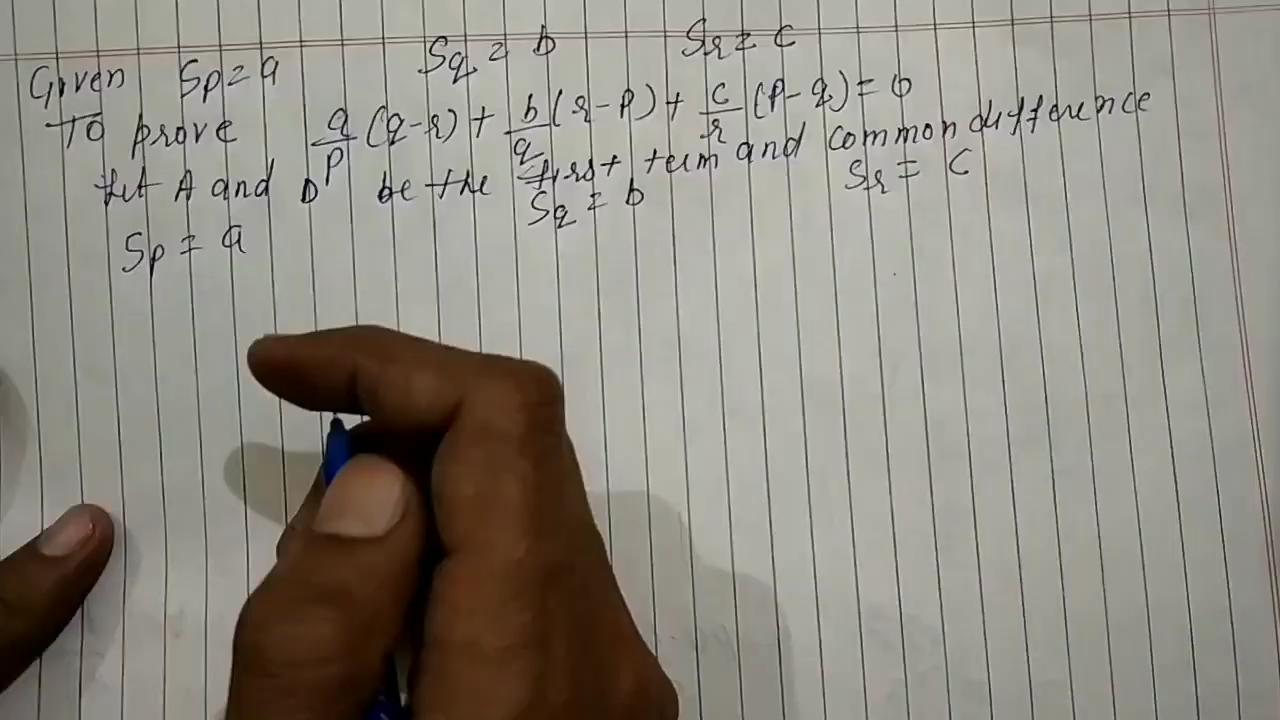 Given Sp = a Sq = b Sr = c
To prove a/p (q-r) + b/q (r-p) + c/r (p-q) = 0
Let A and D be the first term and common difference
Sp = a Sq = b Sr = c